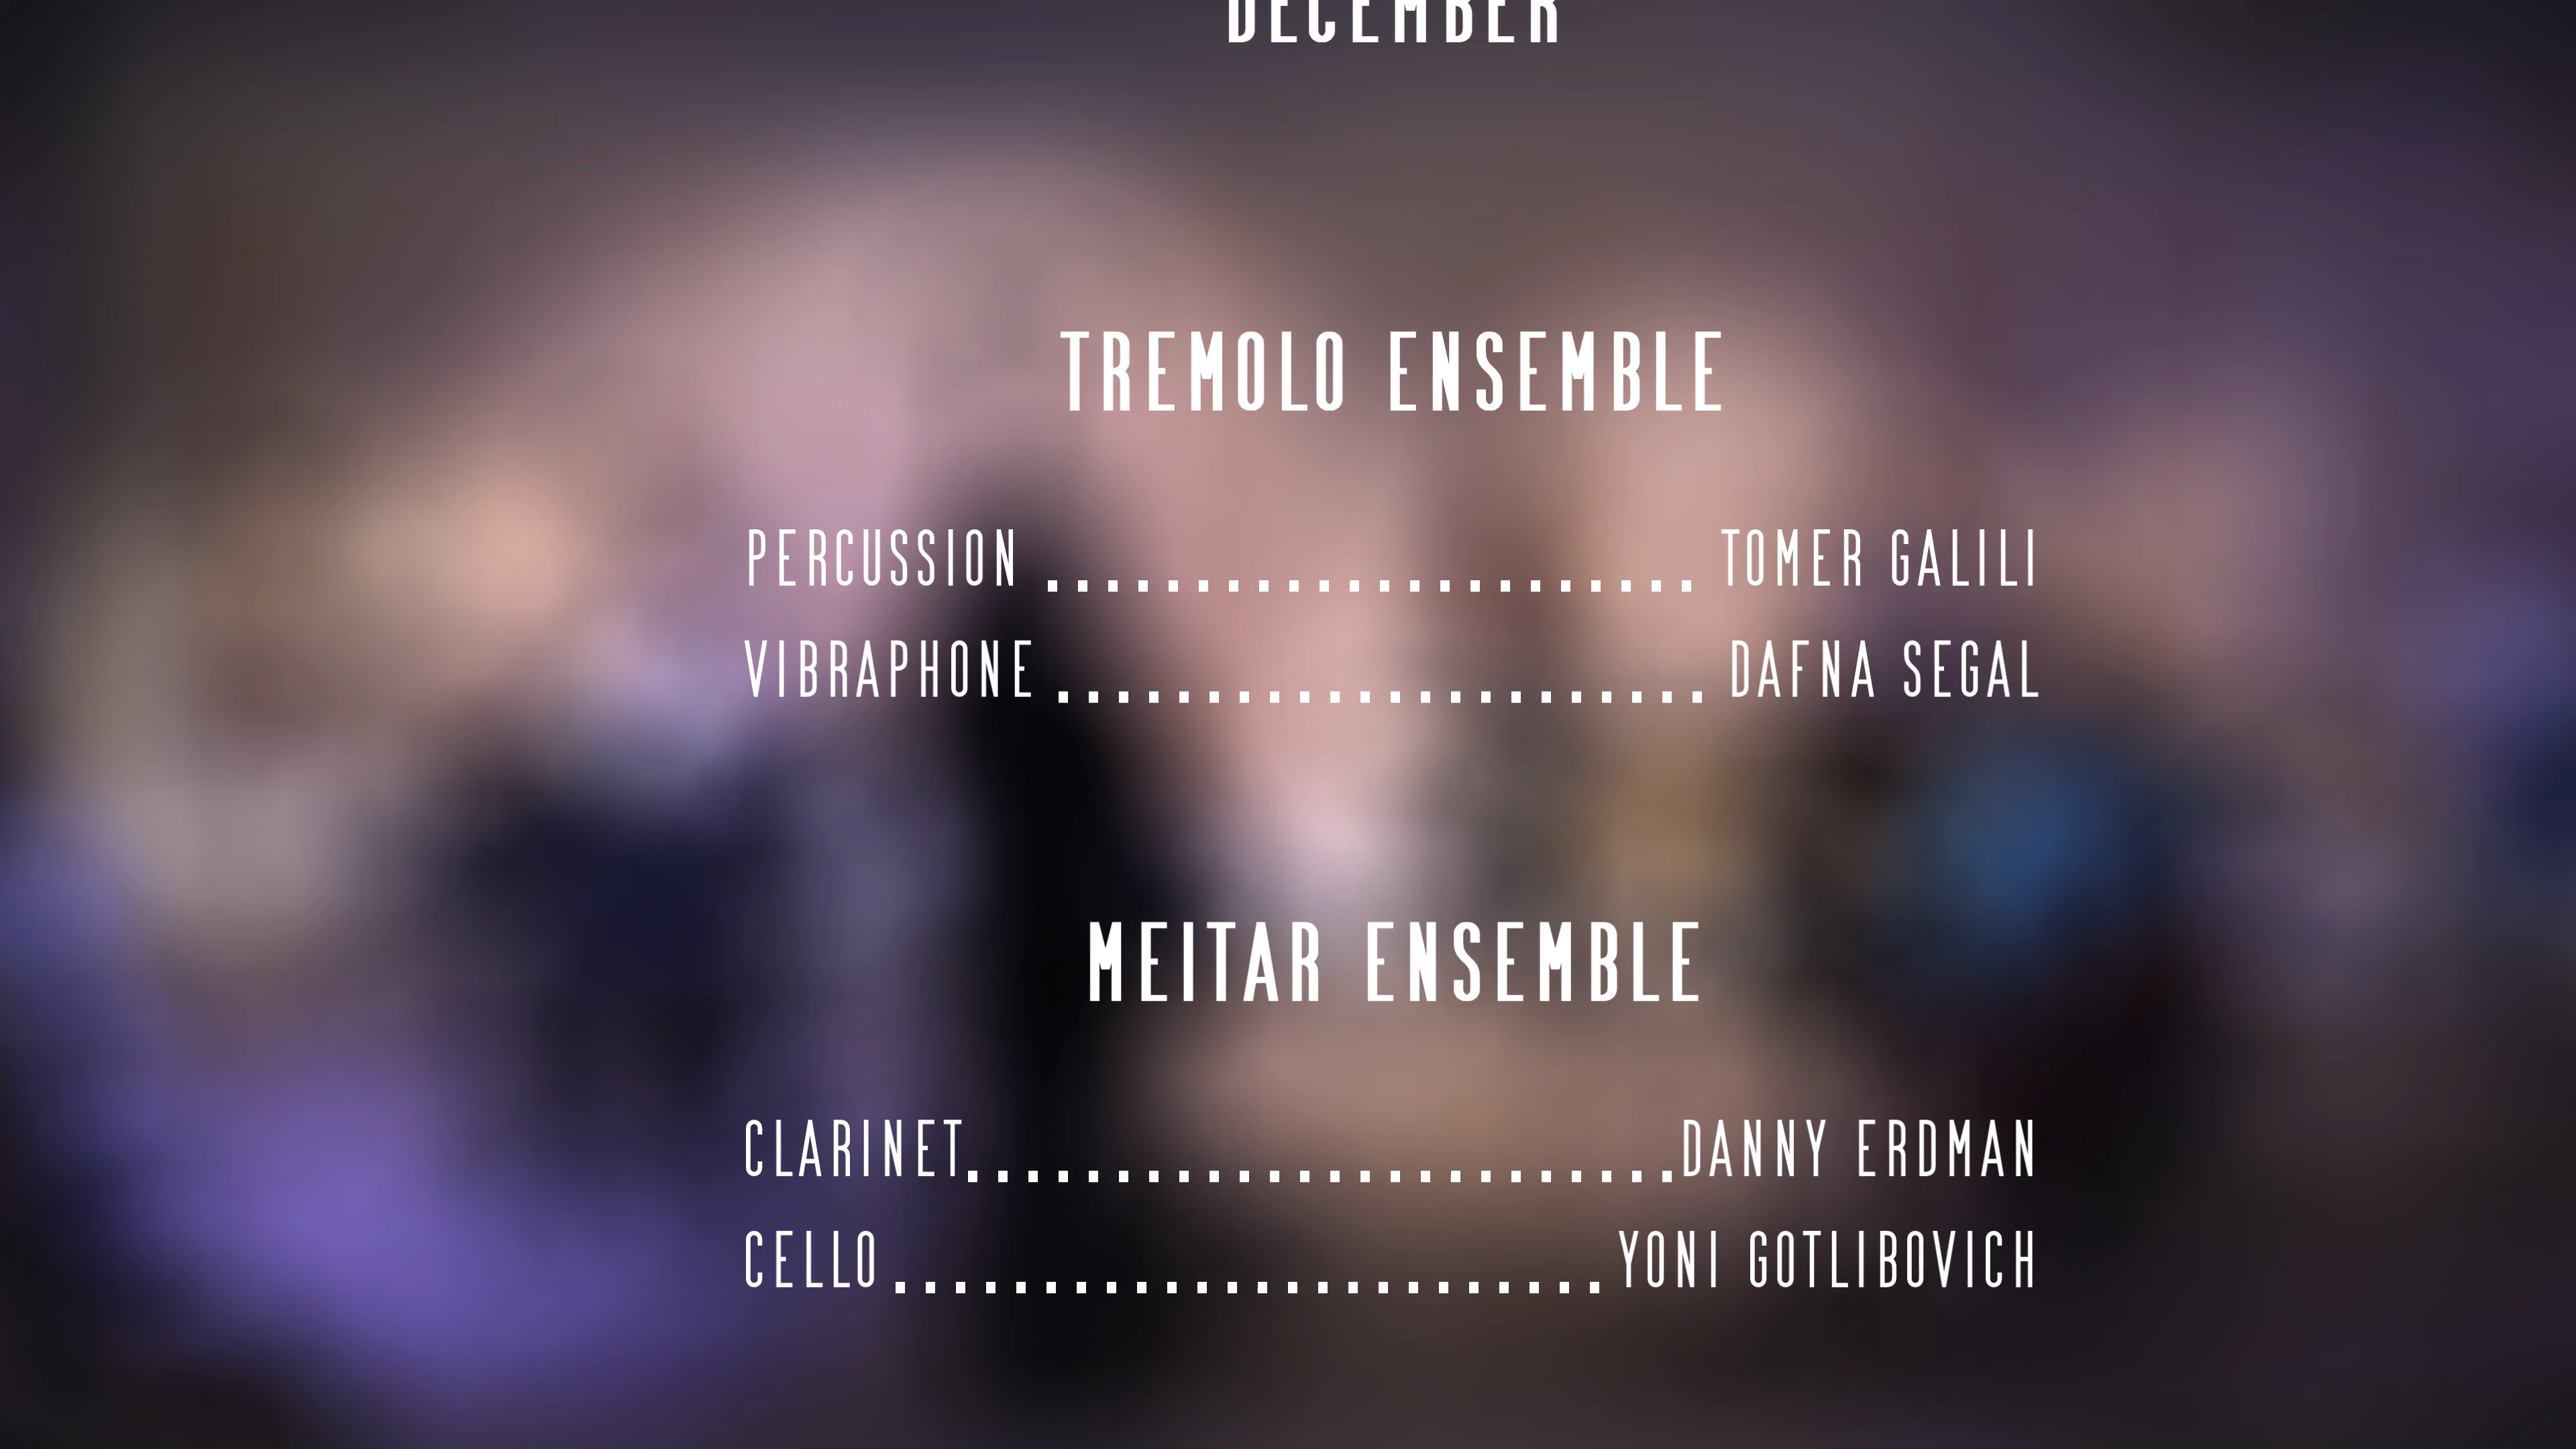 DECEMBER
TREMOLO ENSEMBLE
PERCUSSION ...................... TOMER GALILI
VIBRAPHONE ...................... DAFNA SEGAL
MEITAR ENSEMBLE
CLARINET........................DANNY ERDMAN
CELLO ........................ YONI GOTLIBOVICH